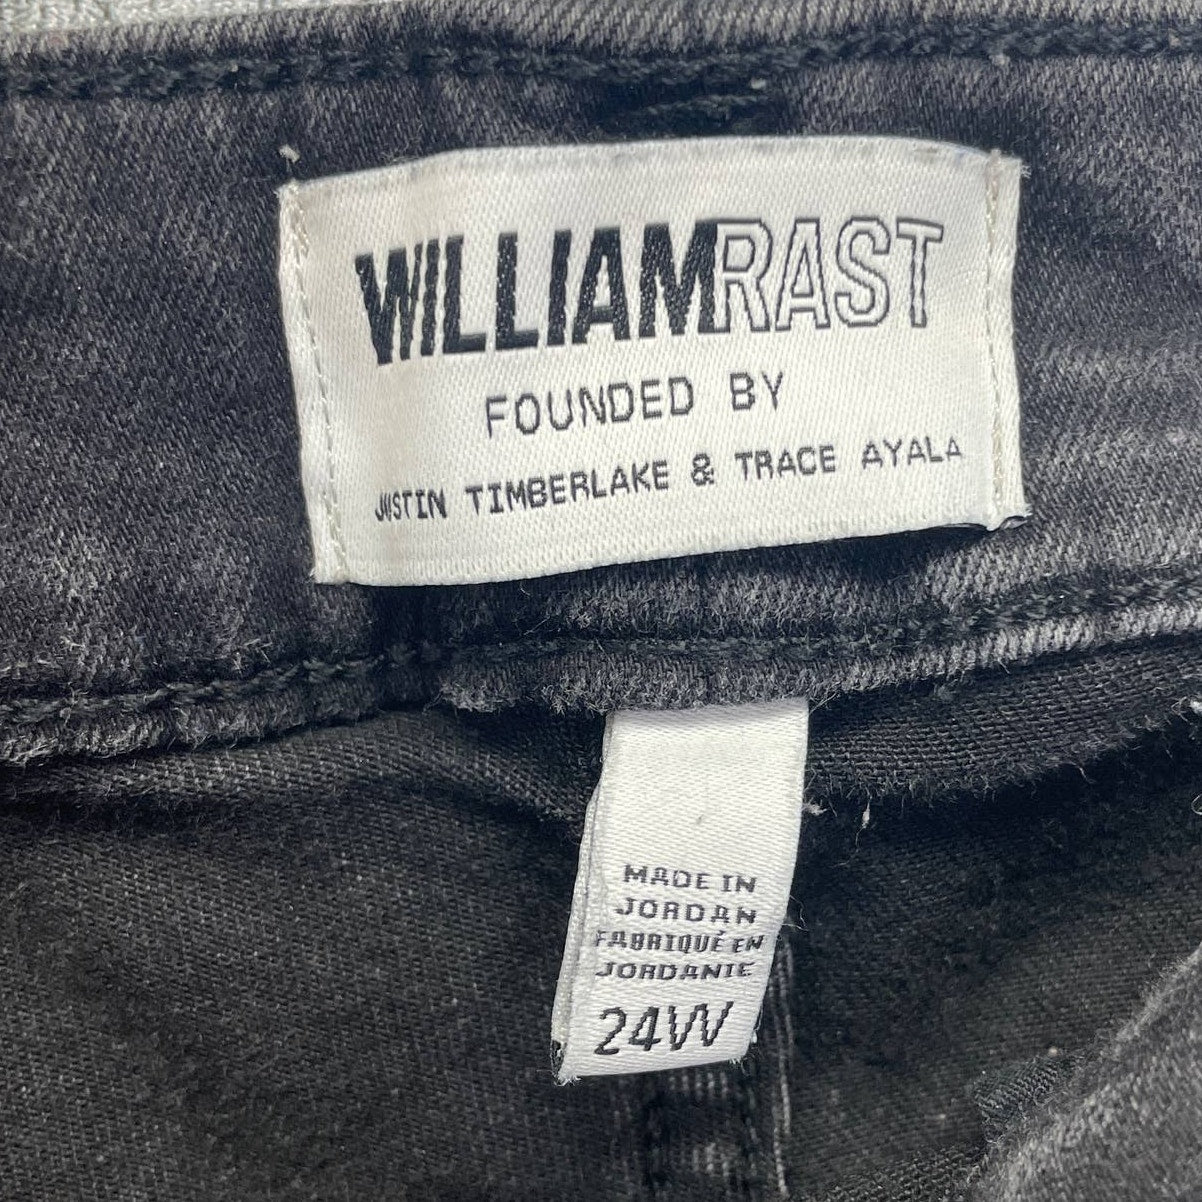 WILLIAMRAST
FOUNDED BY
JUSTIN TIMBERLAKE & TRACE AYALA
MADE IN
JORDAN
FABRIQUÉ EN
JORDANIE
24W